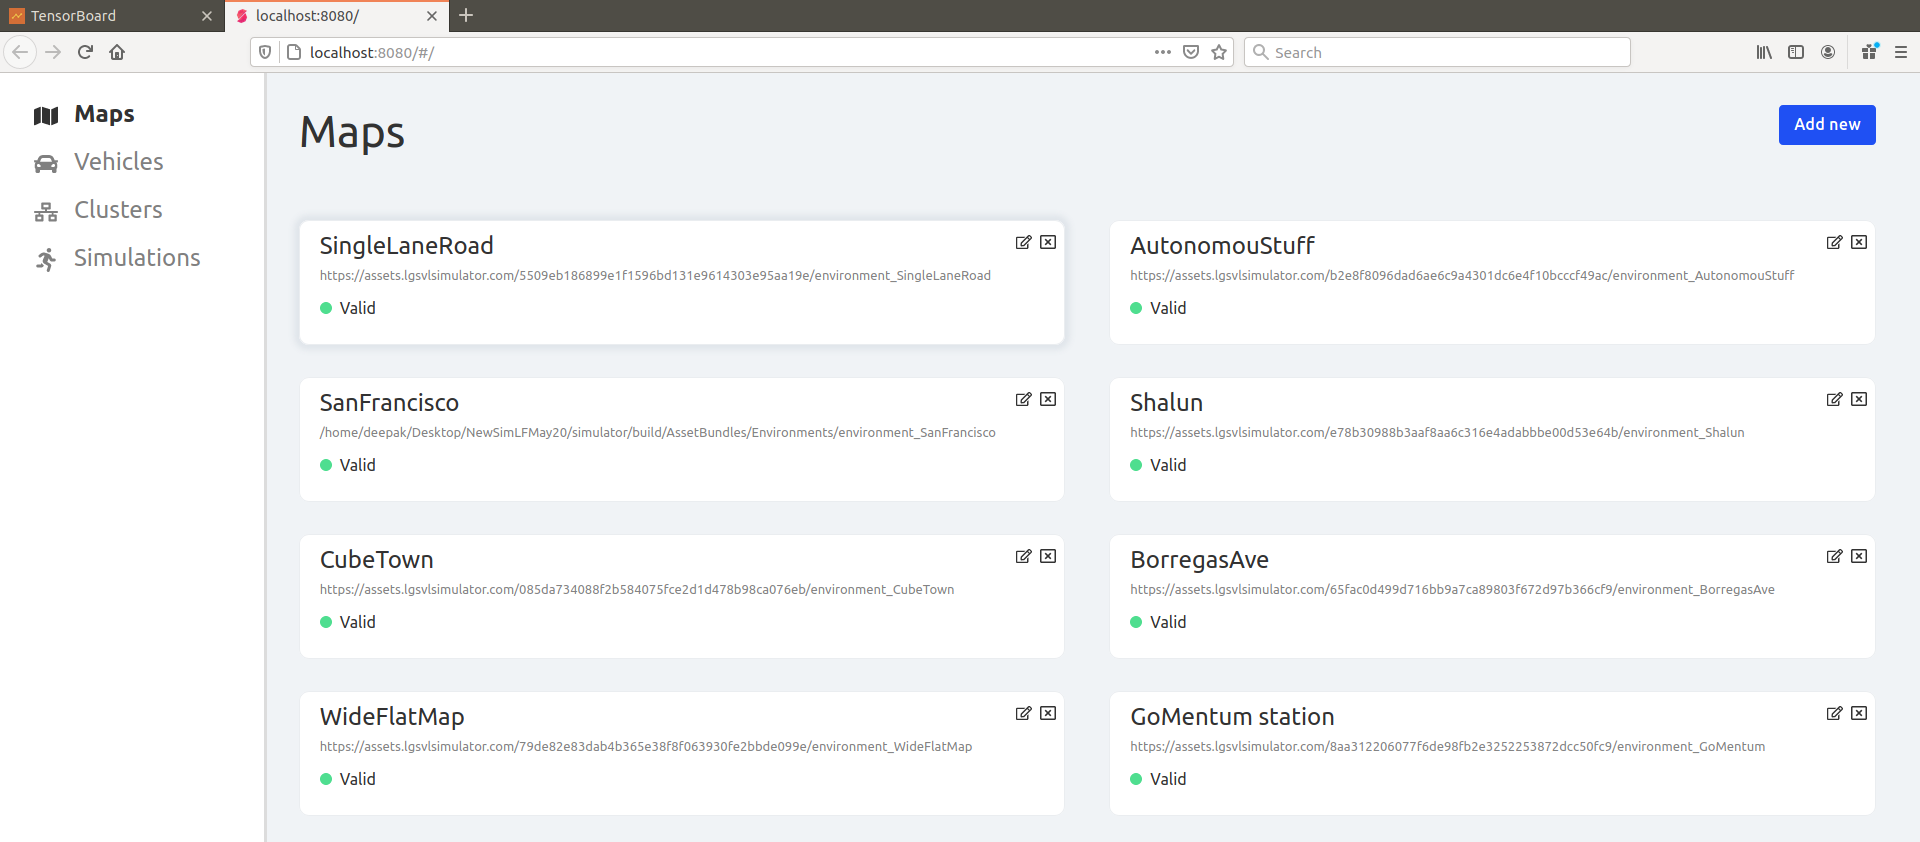 TensorBoard
localhost:8080/
localhost:8080/#/
Search
Maps
Vehicles
Clusters
Simulations
Maps
Add new
SingleLaneRoad
https://assets.lgsvlsimulator.com/5509eb186899e1f1596bd131e9614303e95aa19e/environment_SingleLaneRoad
Valid
AutonomouStuff
https://assets.lgsvlsimulator.com/b2e8f8096dad6ae6c9a4301dc6e4f10bcccf49ac/environment_AutonomouStuff
Valid
SanFrancisco
/home/deepak/Desktop/NewSimLFMay20/simulator/build/AssetBundles/Environments/environment_SanFrancisco
Valid
Shalun
https://assets.lgsvlsimulator.com/e78b30988b3aaf8aa6c316e4adabbbe00d53e64b/environment_Shalun
Valid
CubeTown
https://assets.lgsvlsimulator.com/085da734088f2b584075fce2d1d478b98ca076eb/environment_CubeTown
Valid
BorregasAve
https://assets.lgsvlsimulator.com/65fac0d499d716bb9a7ca89803f672d97b366cf9/environment_BorregasAve
Valid
WideFlatMap
https://assets.lgsvlsimulator.com/79de82e83dab4b365e38f8f063930fe2bbde099e/environment_WideFlatMap
Valid
GoMentum station
https://assets.lgsvlsimulator.com/8aa312206077f6de98fb2e3252253872dcc50fc9/environment_GoMentum
Valid